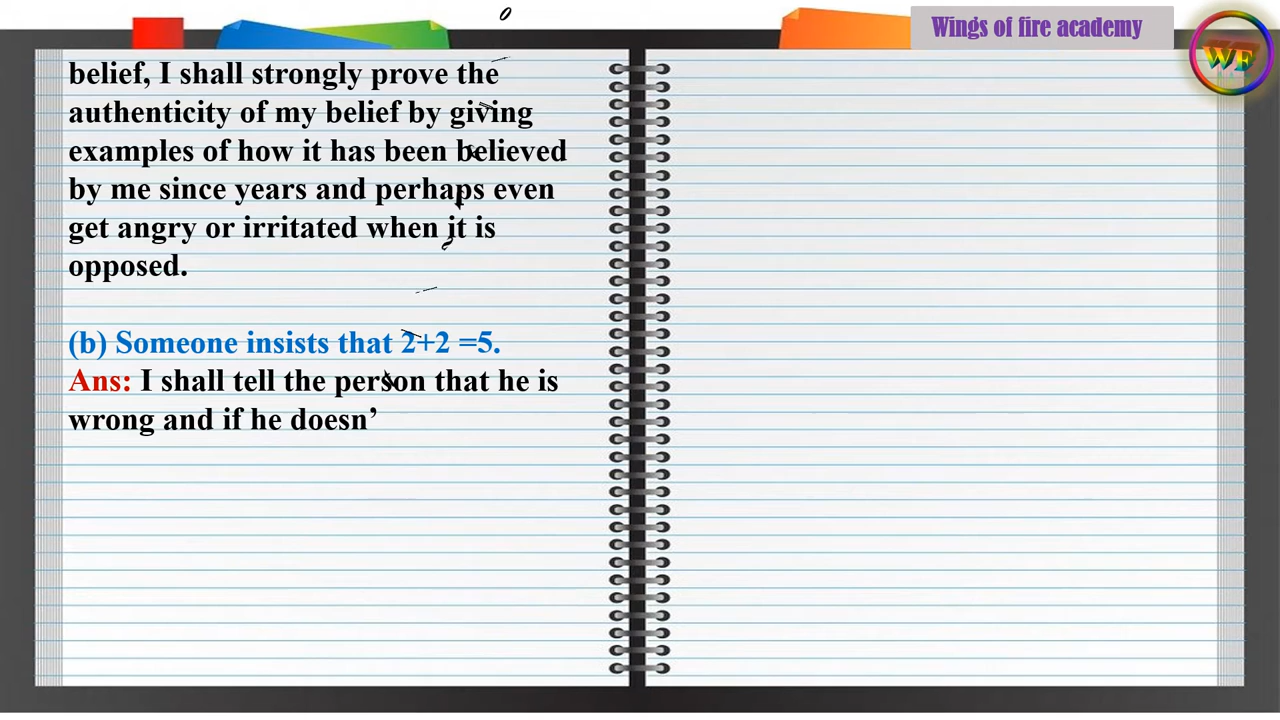 Wings of fire academy
WF
belief, I shall strongly prove the
authenticity of my belief by giving
examples of how it has been believed
by me since years and perhaps even
get angry or irritated when it is
opposed.
(b) Someone insists that 2+2 =5.
Ans: I shall tell the person that he is
wrong and if he doesn’